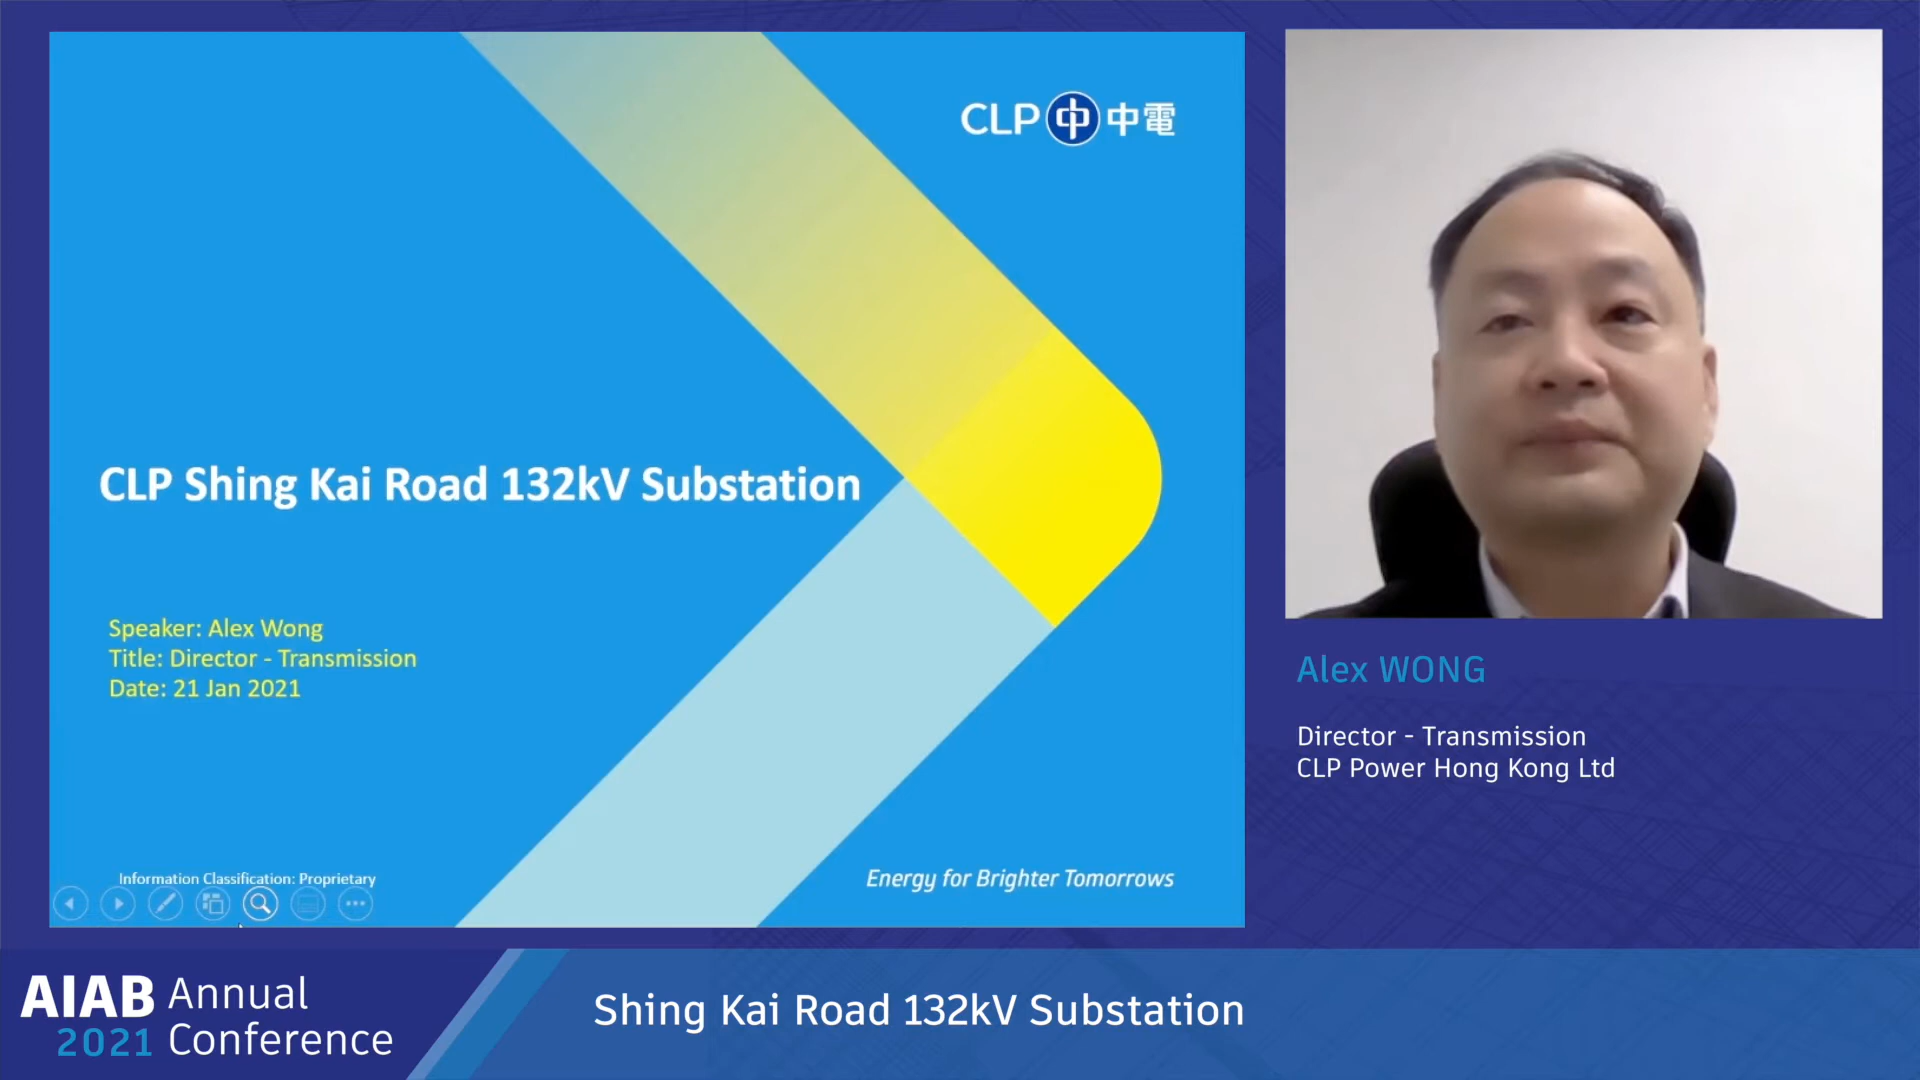 CLP 中電
CLP Shing Kai Road 132kV Substation
Speaker: Alex Wong
Title: Director - Transmission
Date: 21 Jan 2021
Information Classification: Proprietary
Energy for Brighter Tomorrows
Alex WONG
Director - Transmission
CLP Power Hong Kong Ltd
AIAB Annual
2021 Conference
Shing Kai Road 132kV Substation